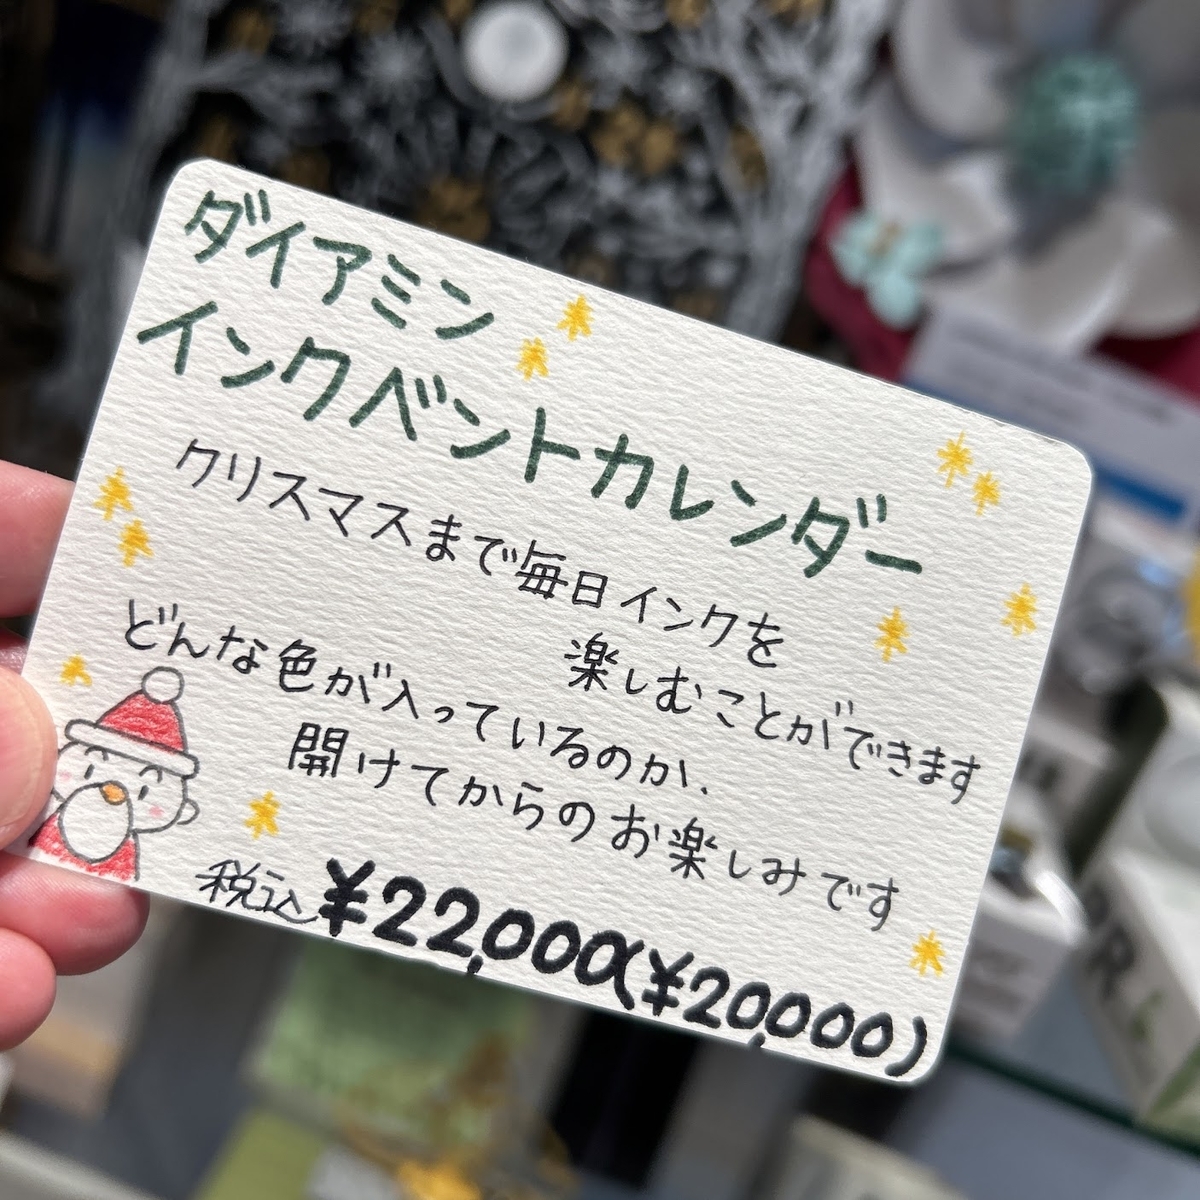 ダイアミン
インクベントカレンダー
クリスマスまで毎日インクを
楽しむことができます
どんな色が入っているのか、
開けてからのお楽しみです
税込¥22,000(¥20,000)